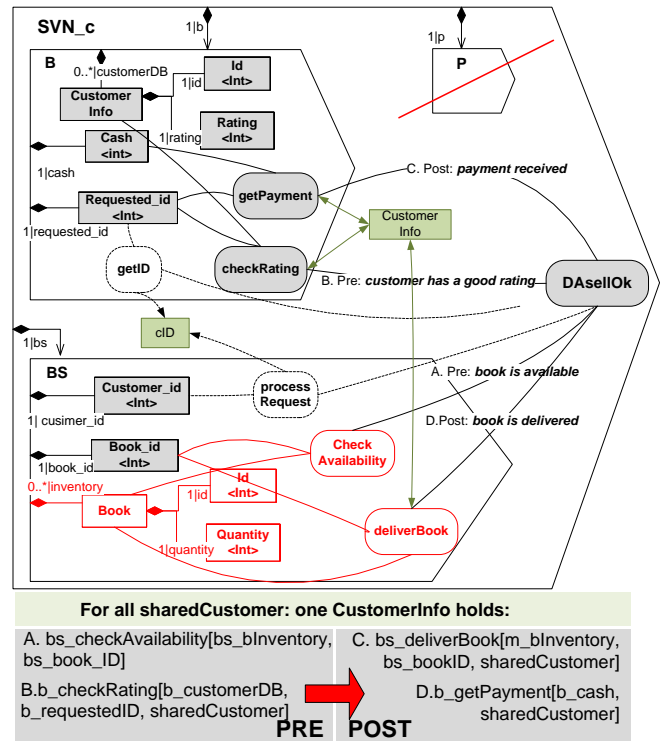 SVN_c
1|b
1|p
B
0..*|customerDB
Id
<Int>
1|id
P
Customer
Info
Rating
<Int>
1|rating
Cash
<int>
1|cash
C. Post: payment received
getPayment
Requested_id
<Int>
1|requested_id
Customer
Info
getID
checkRating
B. Pre: customer has a good rating
DAsellOk
cID
1|bs
BS
A. Pre: book is available
Customer_id
<Int>
process
Request
1| cusimer_id
D.Post: book is delivered
Book_id
<Int>
Check
Availability
1|book_id
0..*|inventory
Id
<Int>
1|id
Book
Quantity
<Int>
1|quantity
deliverBook
For all sharedCustomer: one CustomerInfo holds:
A. bs_checkAvailability[bs_bInventory,
bs_book_ID]
B.b_checkRating[b_customerDB,
b_requestedID, sharedCustomer]
PRE
C. bs_deliverBook[m_bInventory,
bs_bookID, sharedCustomer]
D.b_getPayment[b_cash,
sharedCustomer]
POST